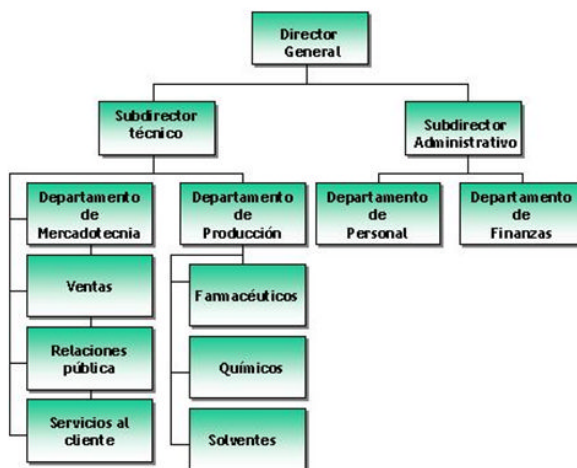 Director
General
Subdirector
técnico
Subdirector
Administrativo
Departamento
de
Mercadotecnia
Departamento
de
Producción
Departamento
de
Personal
Departamento
de
Finanzas
Ventas
Farmacéuticos
Relaciones
pública
Químicos
Servicios al
cliente
Solventes